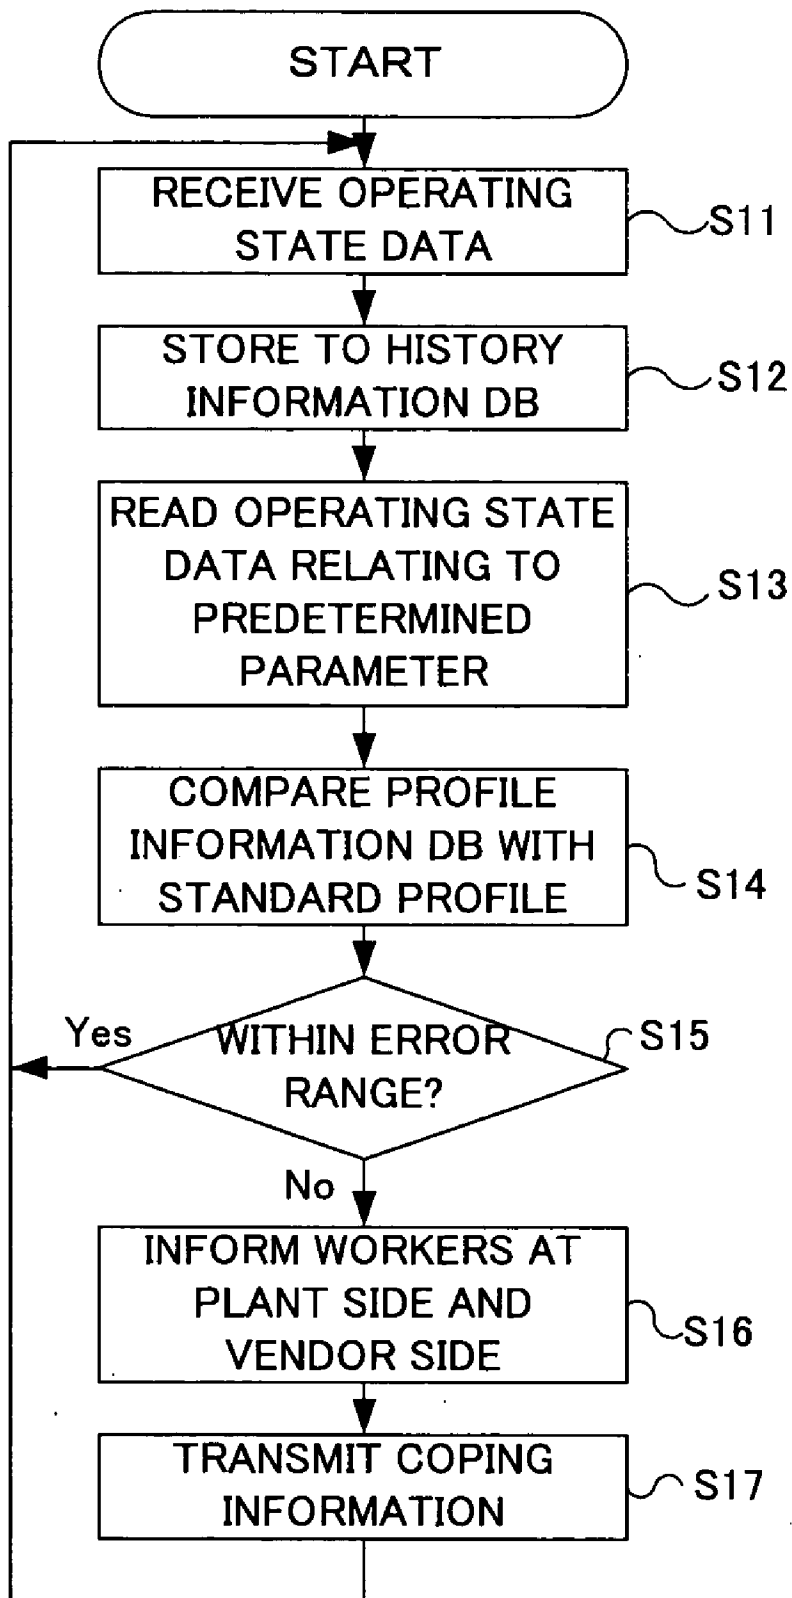 START
RECEIVE OPERATING
STATE DATA
S11
STORE TO HISTORY
INFORMATION DB
S12
READ OPERATING STATE
DATA RELATING TO
PREDETERMINED
PARAMETER
S13
COMPARE PROFILE
INFORMATION DB WITH
STANDARD PROFILE
S14
Yes
WITHIN ERROR
RANGE?
S15
No
INFORM WORKERS AT
PLANT SIDE AND
VENDOR SIDE
S16
TRANSMIT COPING
INFORMATION
S17